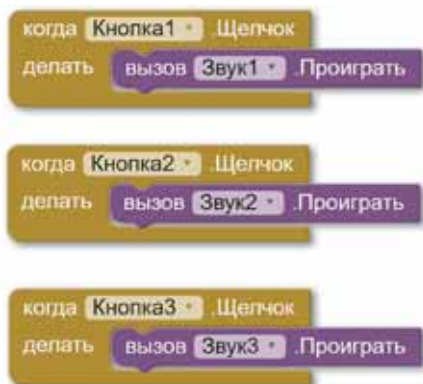 когда Кнопка1 .Щелчок
делать вызов Звук1 .Проиграть
когда Кнопка2 .Щелчок
делать вызов Звук2 .Проиграть
когда Кнопка3 .Щелчок
делать вызов Звук3 .Проиграть